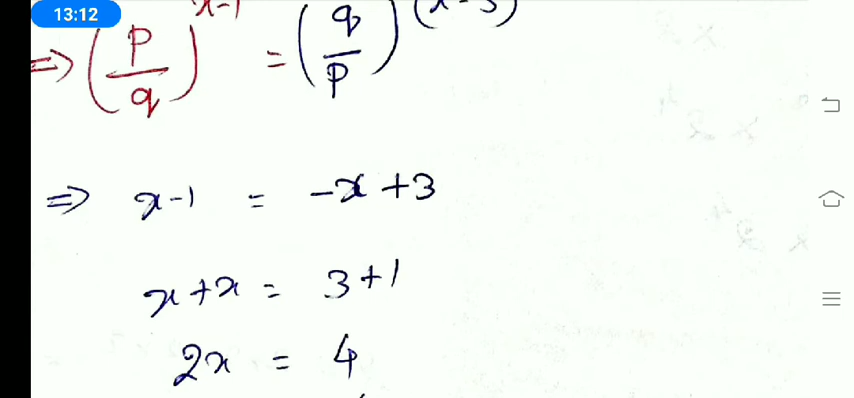 13:12
⇒ (p/q)^x-1 = (q/p)^(x-3)
⇒ x-1 = -x+3
x+x = 3+1
2x = 4